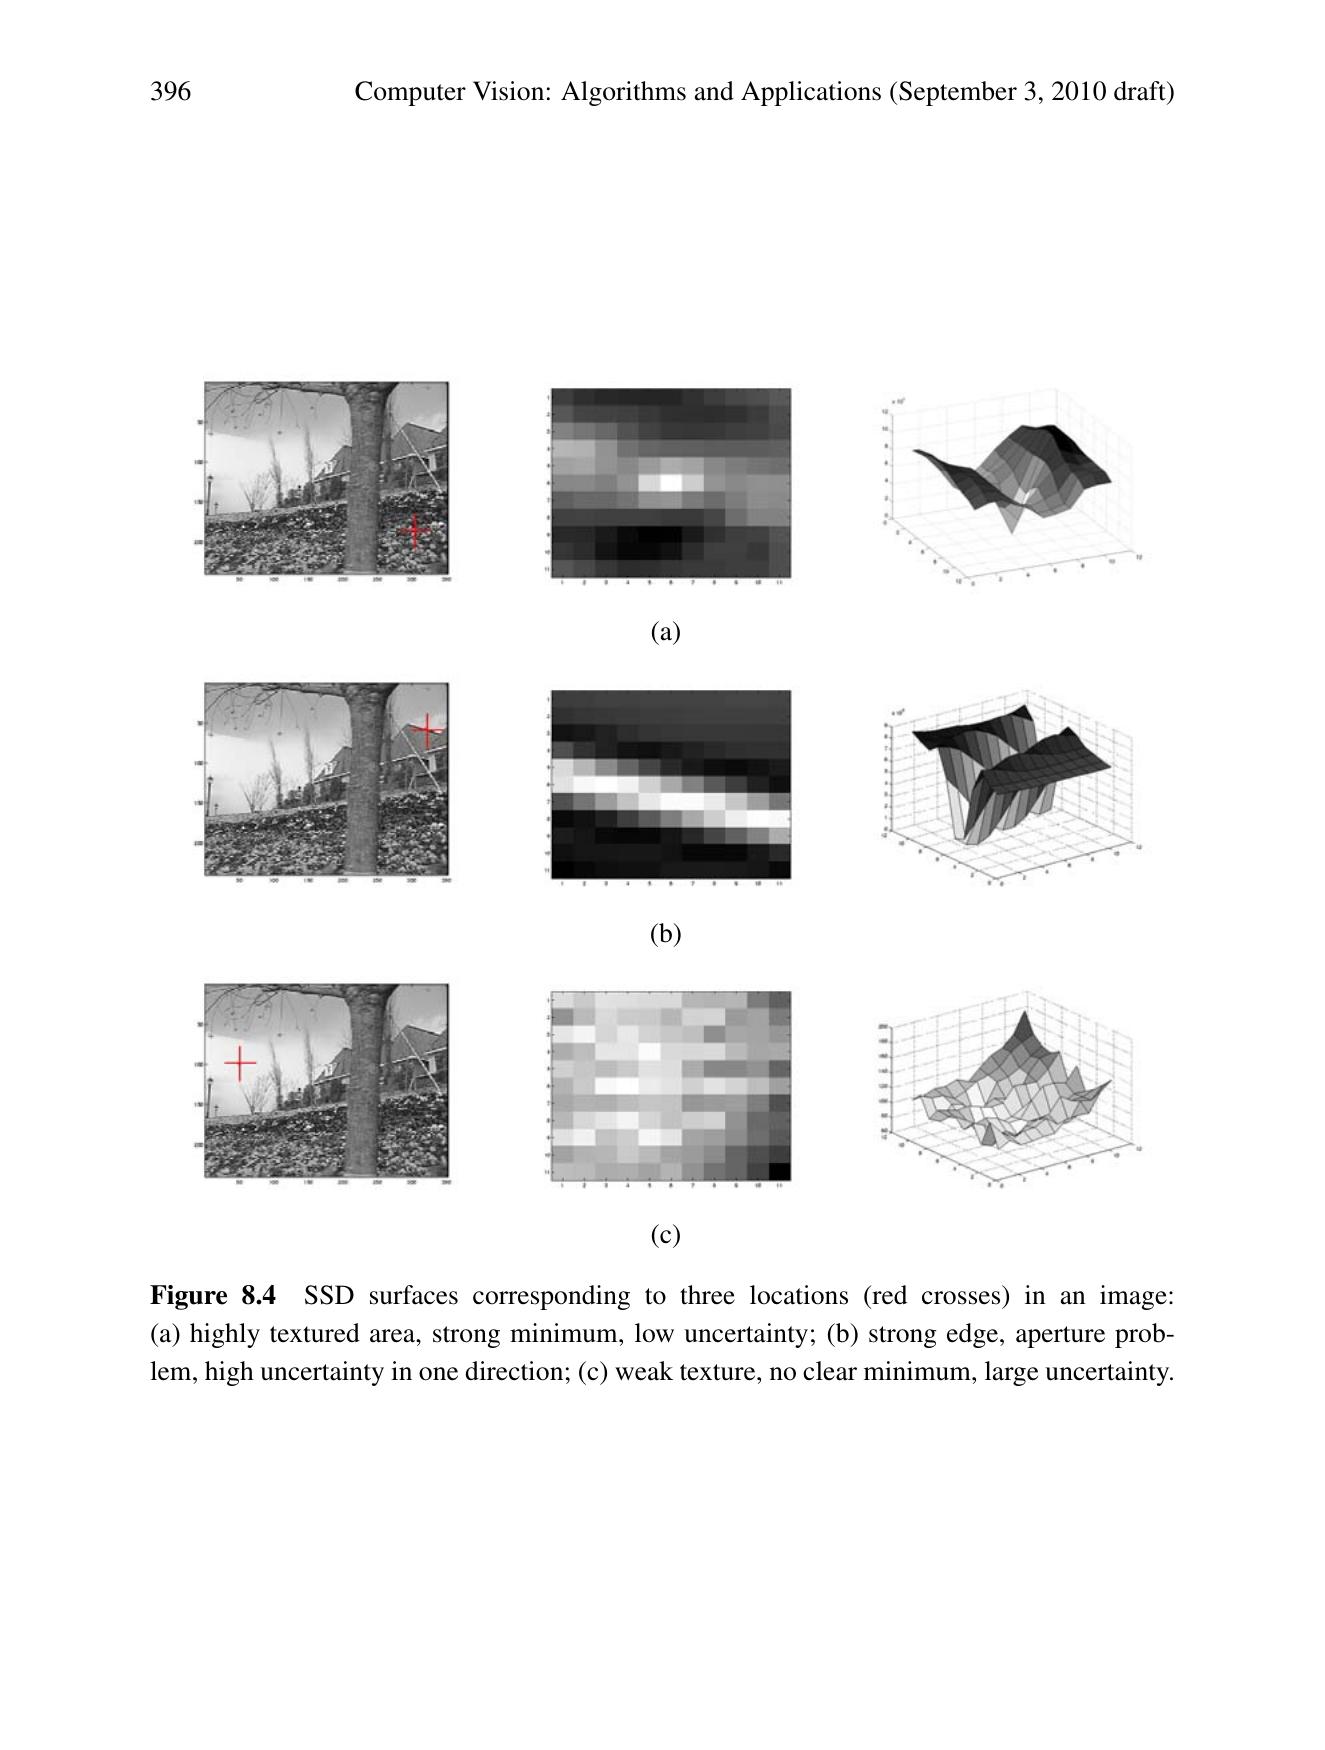 396 Computer Vision: Algorithms and Applications (September 3, 2010 draft)
(a)
(b)
(c)
Figure 8.4 SSD surfaces corresponding to three locations (red crosses) in an image:
(a) highly textured area, strong minimum, low uncertainty; (b) strong edge, aperture prob-
lem, high uncertainty in one direction; (c) weak texture, no clear minimum, large uncertainty.